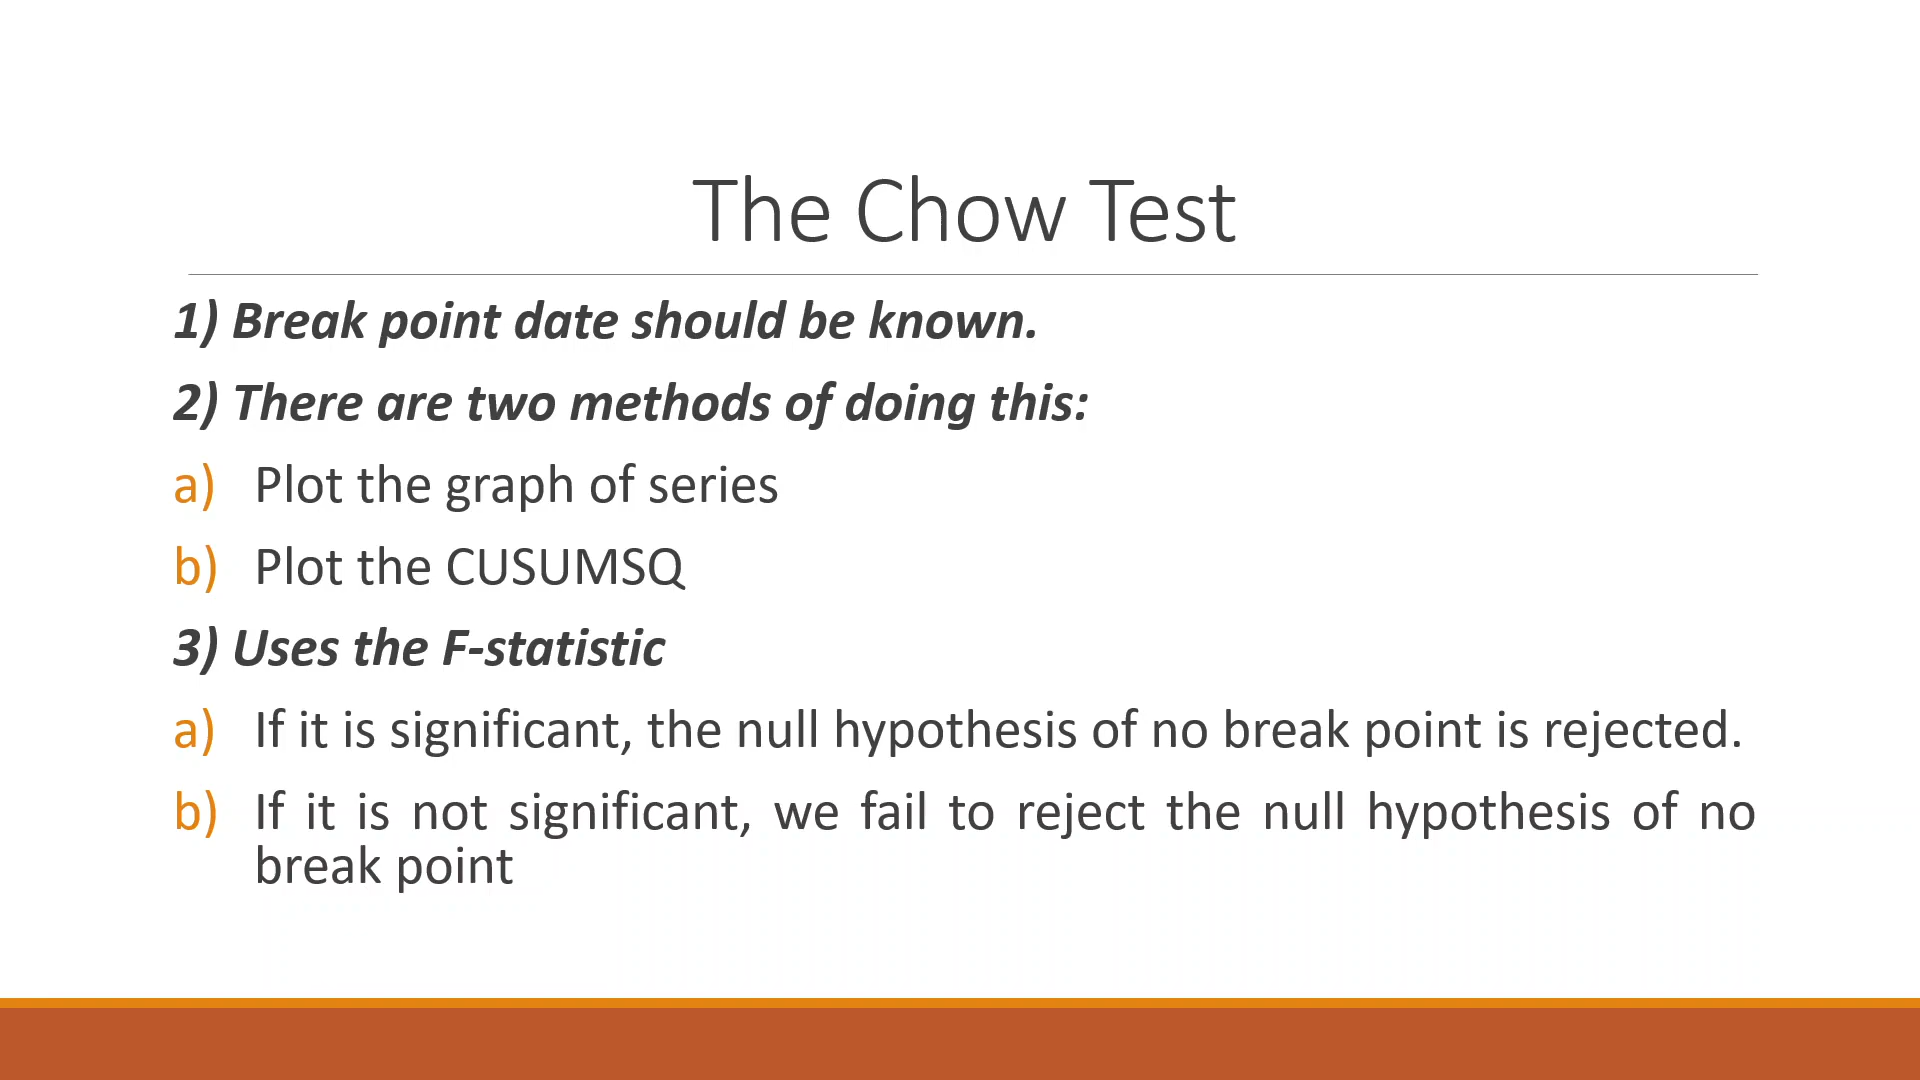 The Chow Test
1) Break point date should be known.
2) There are two methods of doing this:
a) Plot the graph of series
b) Plot the CUSUMSQ
3) Uses the F-statistic
a) If it is significant, the null hypothesis of no break point is rejected.
b) If it is not significant, we fail to reject the null hypothesis of no
break point